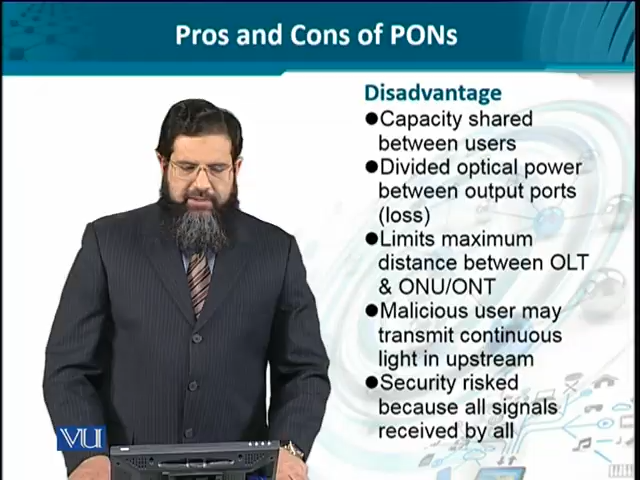 Pros and Cons of PONs
Disadvantage
●Capacity shared
between users
●Divided optical power
between output ports
(loss)
●Limits maximum
distance between OLT
& ONU/ONT
●Malicious user may
transmit continuous
light in upstream
●Security risked
because all signals
received by all
VU